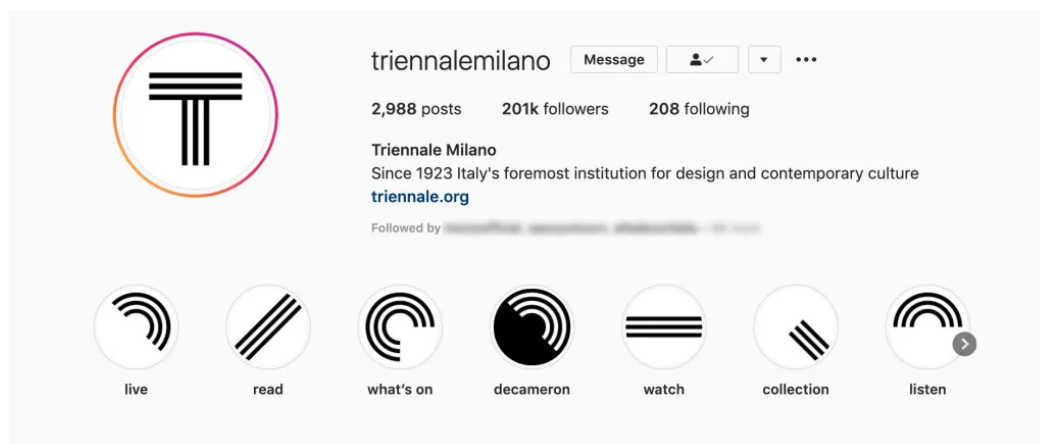 triennalemilano Message
2,988 posts 201k followers 208 following
Triennale Milano
Since 1923 Italy's foremost institution for design and contemporary culture
triennale.org
Followed by
live read what's on decameron watch collection listen